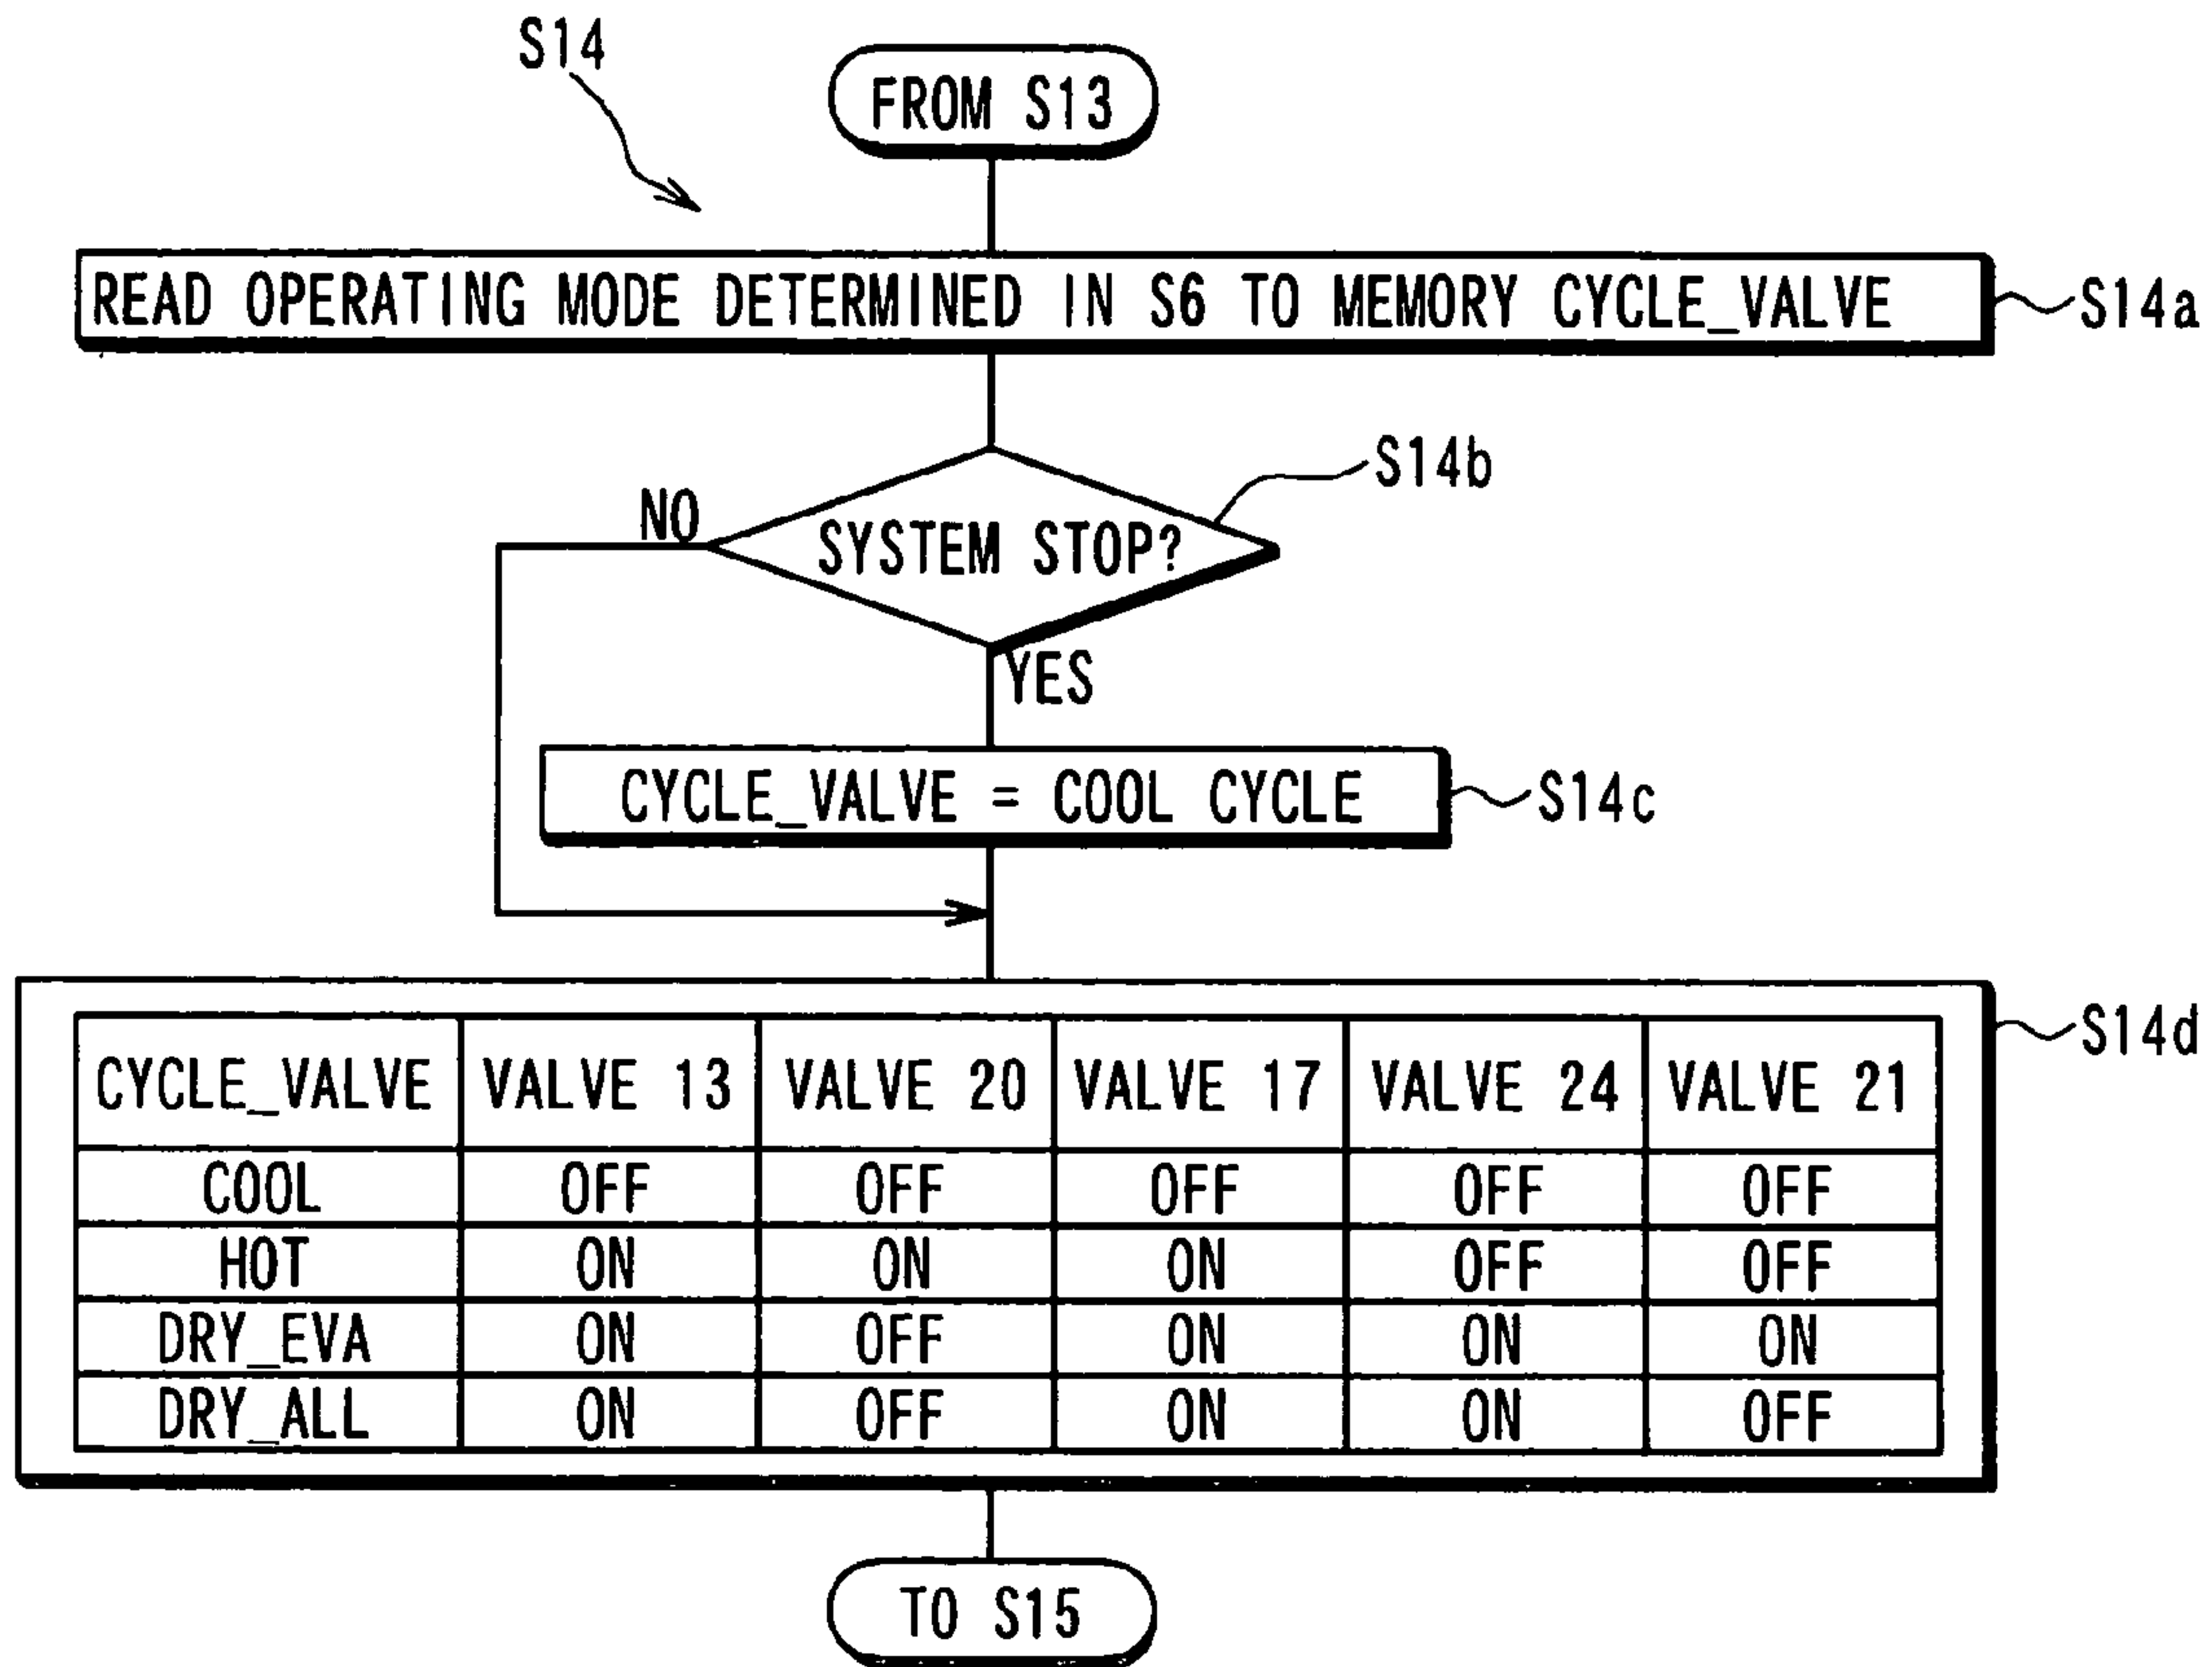 S14
FROM S13
READ OPERATING MODE DETERMINED IN S6 TO MEMORY CYCLE_VALVE
S14a
S14b
NO
SYSTEM STOP?
YES
CYCLE_VALVE = COOL CYCLE
S14c
S14d
CYCLE_VALVE VALVE 13 VALVE 20 VALVE 17 VALVE 24 VALVE 21
COOL OFF OFF OFF OFF OFF
HOT ON ON ON OFF OFF
DRY_EVA ON OFF ON ON ON
DRY_ALL ON OFF ON ON OFF
TO S15